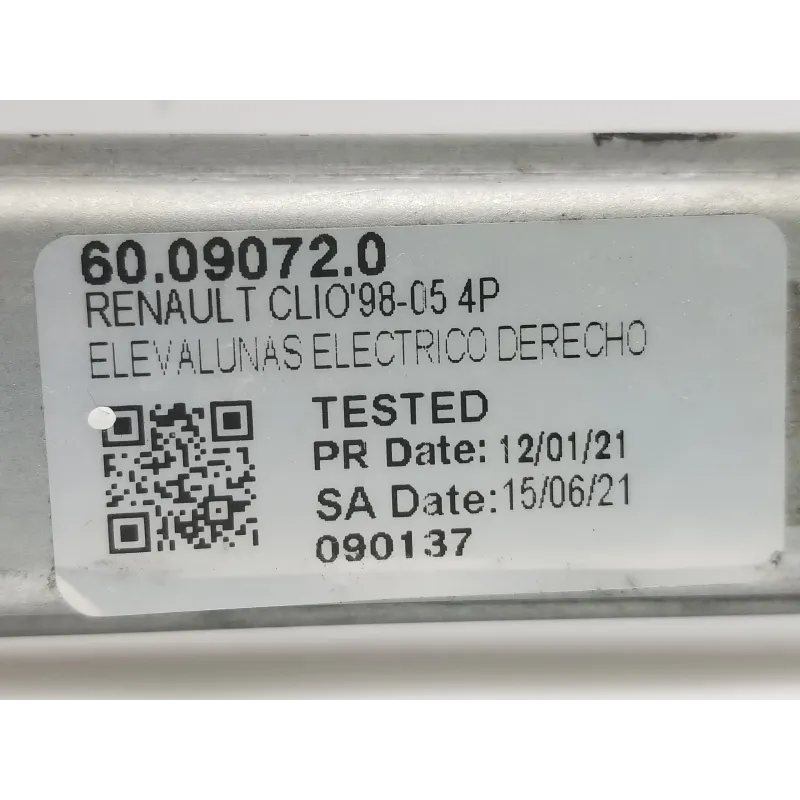 60.09072.0
RENAULT CLIO'98-05 4P
ELEVALUNAS ELECTRICO DERECHO
TESTED
PR Date: 12/01/21
SA Date: 15/06/21
090137